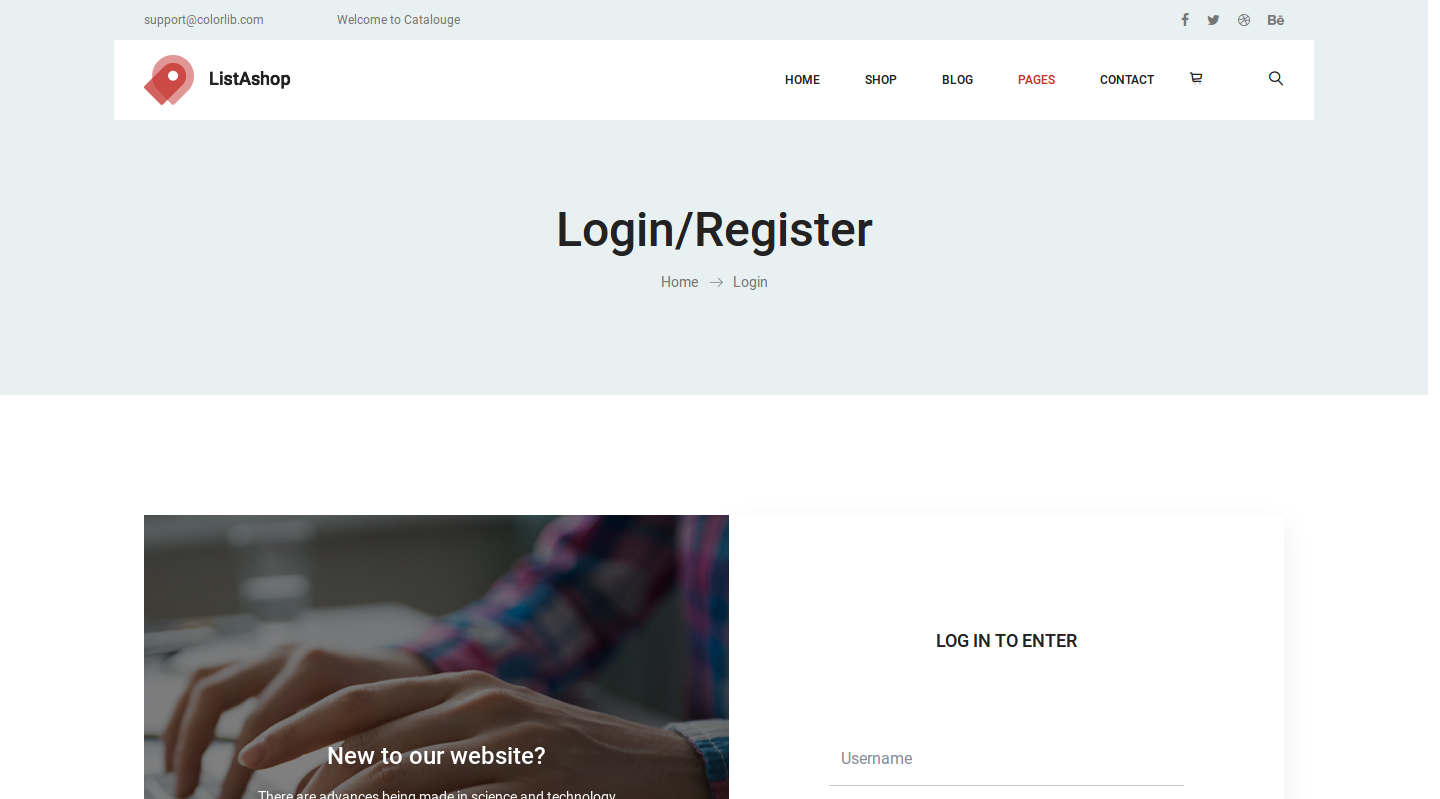 support@colorlib.com
Welcome to Catalouge
ListAshop
HOME
SHOP
BLOG
PAGES
CONTACT
Login/Register
Home
Login
LOG IN TO ENTER
New to our website?
Username
There are advances being made in science and technology